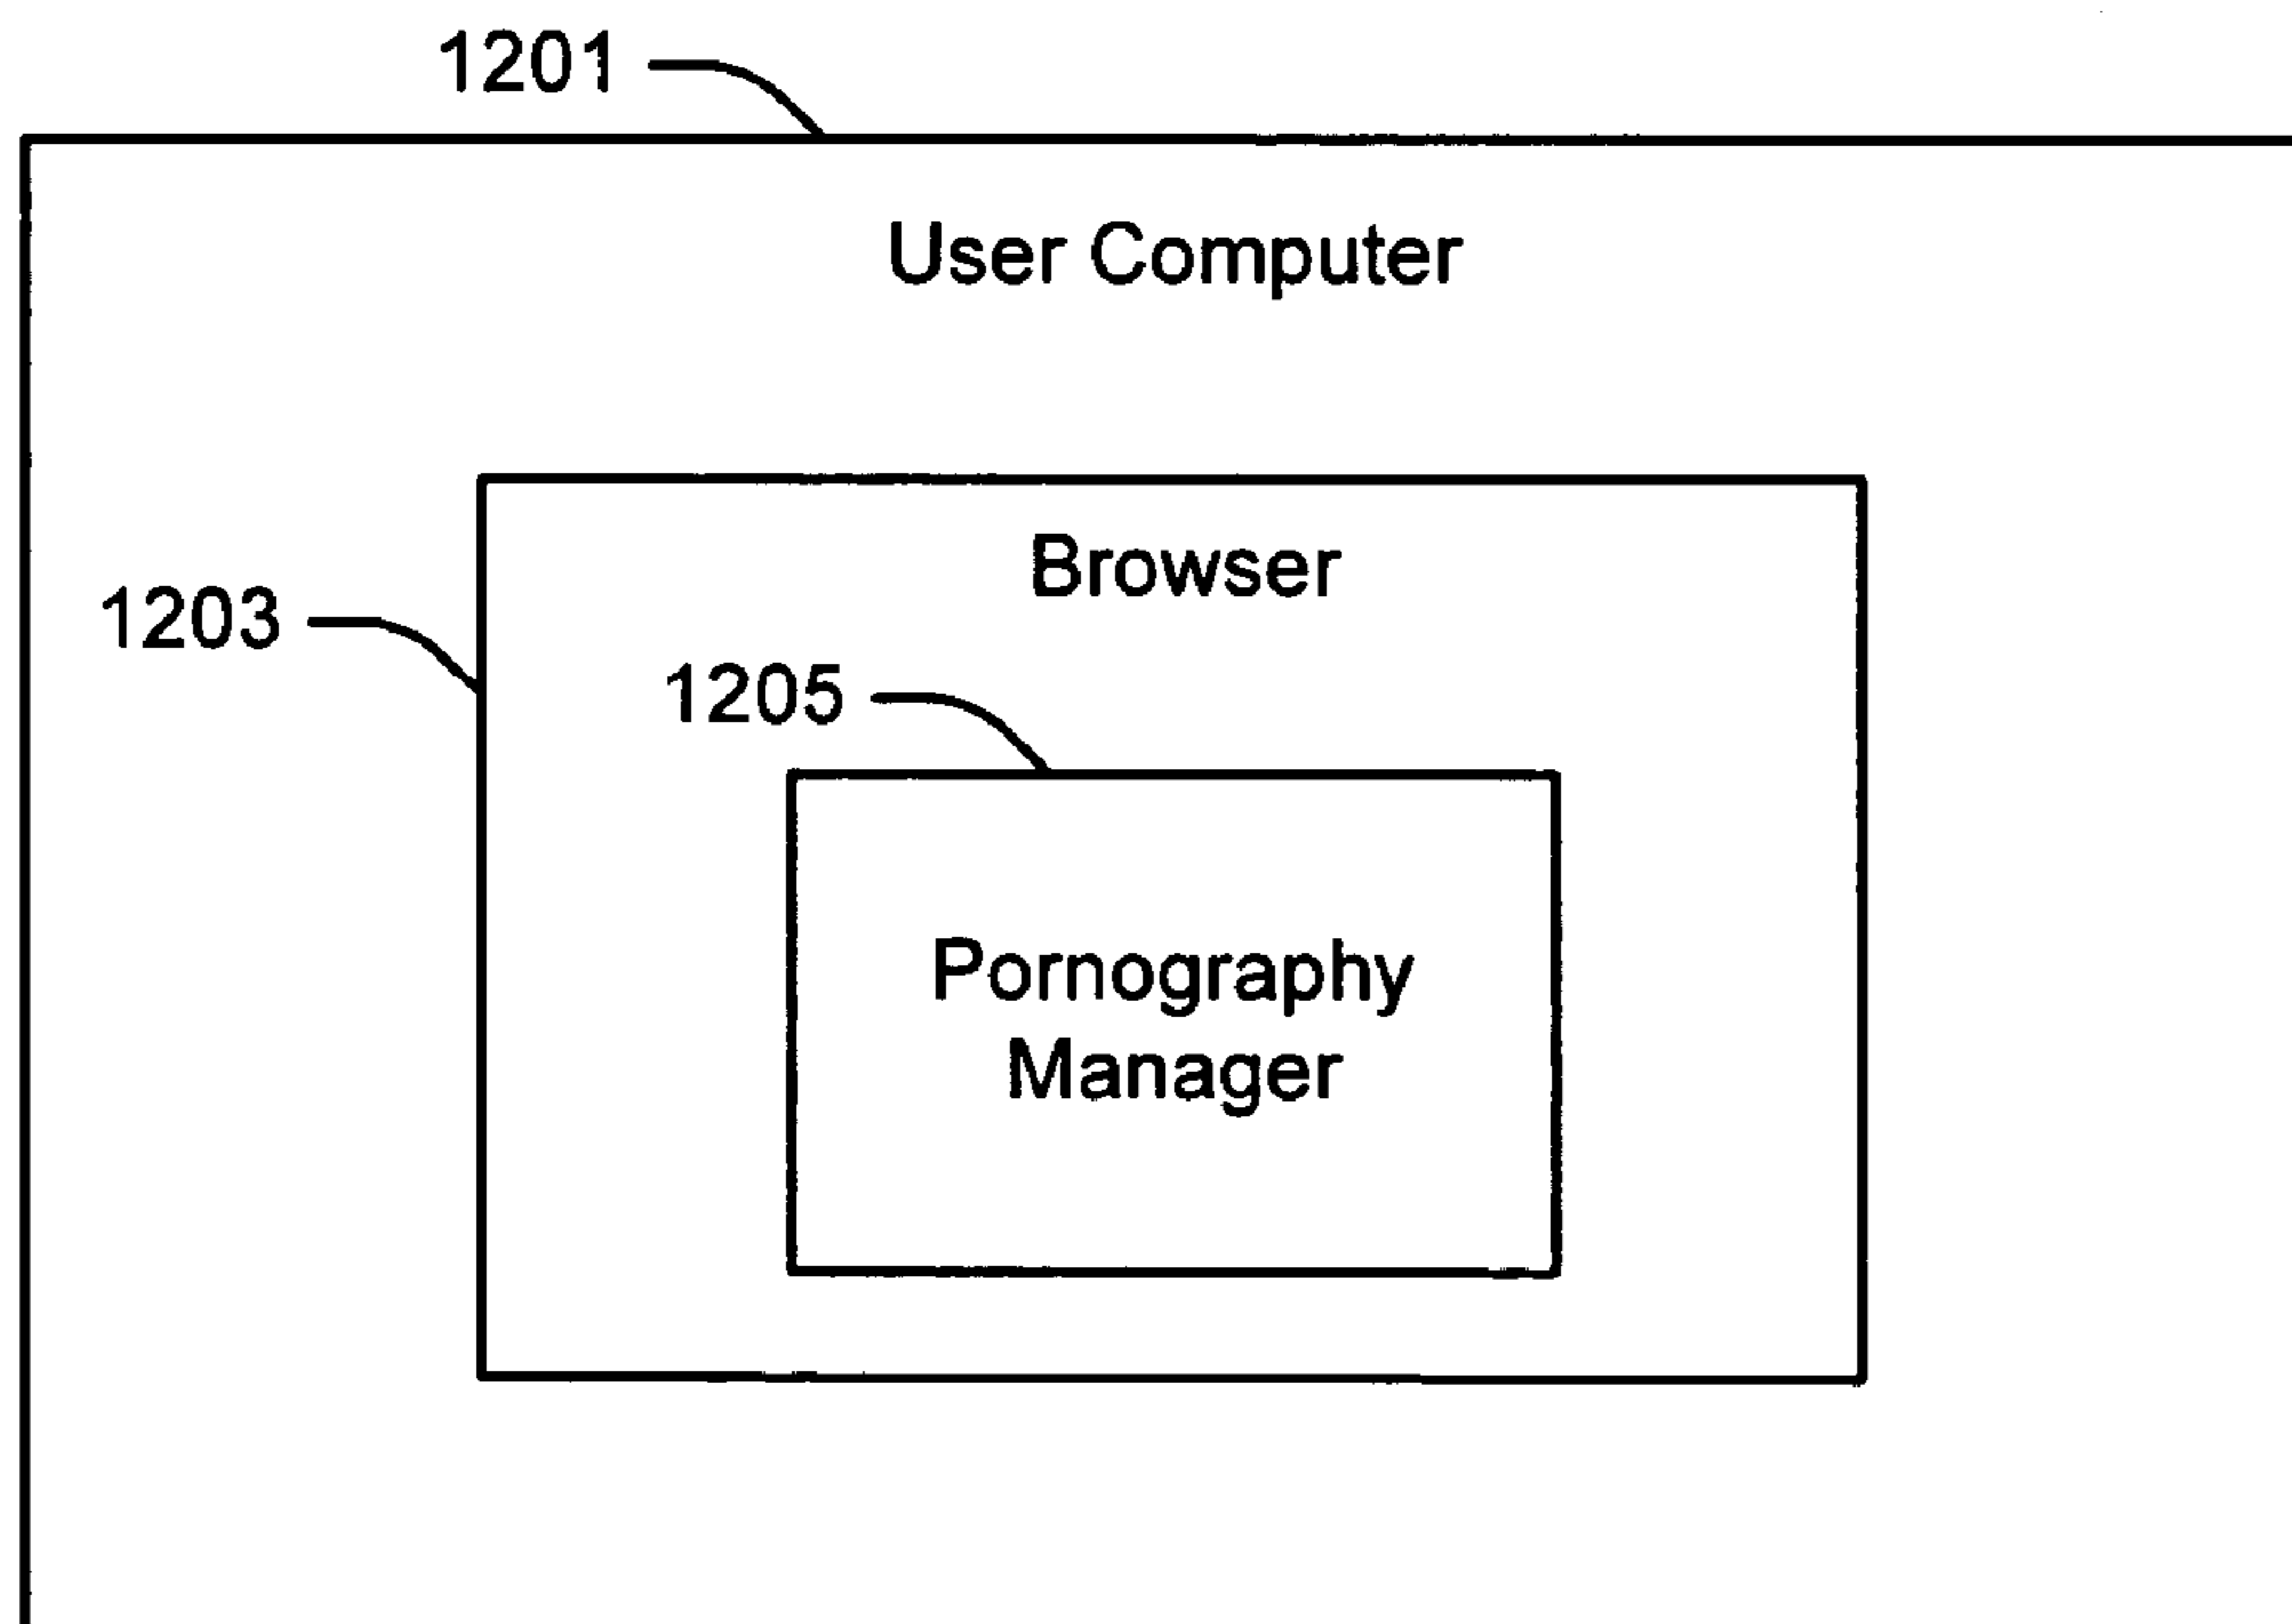 1201
User Computer
Browser
1203
1205
Pornography
Manager